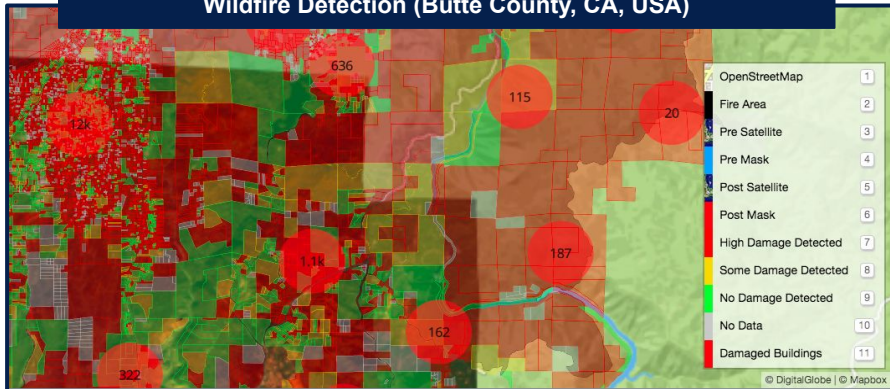 Wildfire Detection (Butte County, CA, USA)
636
115
20
12k
1.1k
187
162
322
OpenStreetMap 1
Fire Area 2
Pre Satellite 3
Pre Mask 4
Post Satellite 5
Post Mask 6
High Damage Detected 7
Some Damage Detected 8
No Damage Detected 9
No Data 10
Damaged Buildings 11
© DigitalGlobe | © Mapbox